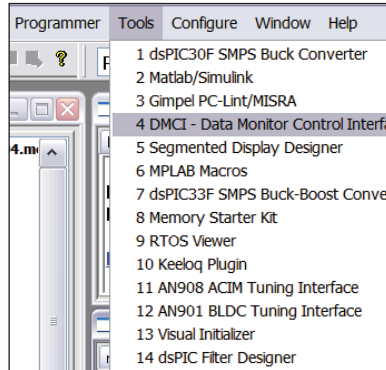 Programmer Tools Configure Window Help
1 dsPIC30F SMPS Buck Converter
2 Matlab/Simulink
3 Gimpel PC-Lint/MISRA
4 DMCI - Data Monitor Control Interfa
4.m
5 Segmented Display Designer
6 MPLAB Macros
7 dsPIC33F SMPS Buck-Boost Conve
8 Memory Starter Kit
9 RTOS Viewer
10 Keeloq Plugin
11 AN908 ACIM Tuning Interface
12 AN901 BLDC Tuning Interface
13 Visual Initializer
14 dsPIC Filter Designer